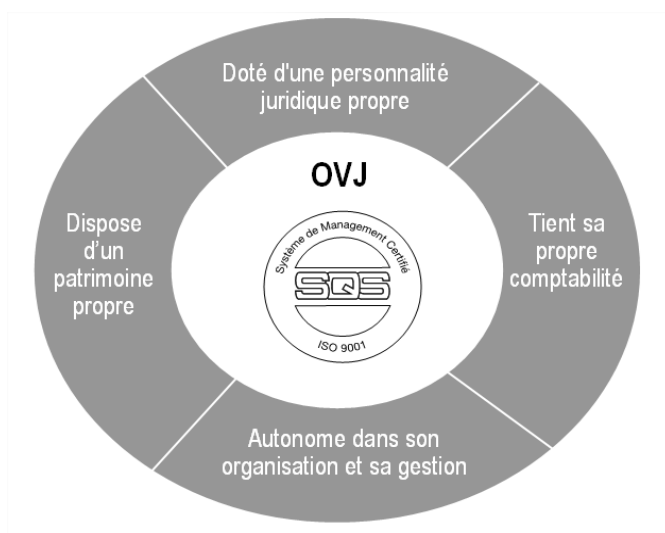 Doté d'une personnalité
juridique propre
OVJ
Dispose
d’un
patrimoine
propre
Système de Management Certifié
SQS
ISO 9001
Tient sa
propre
comptabilité
Autonome dans son
organisation et sa gestion